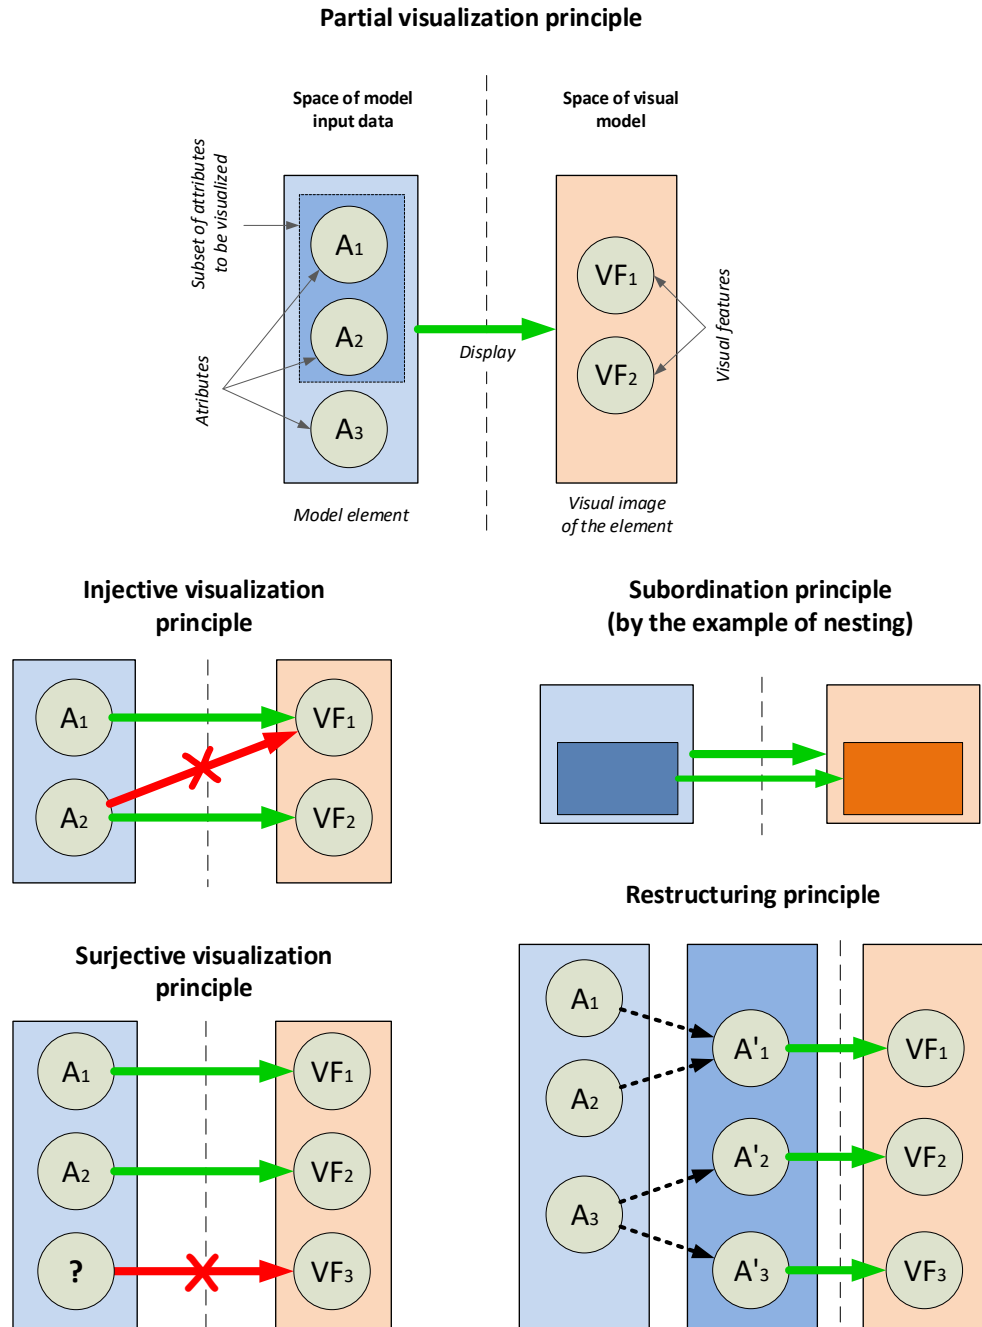 Partial visualization principle
Space of model
input data
Space of visual
model
Subset of attributes
to be visualized
Atributes
A1
A2
A3
Display
VF1
VF2
Visual features
Model element
Visual image
of the element
Injective visualization
principle
A1
VF1
A2
VF2
Subordination principle
(by the example of nesting)
Surjective visualization
principle
A1
VF1
A2
VF2
?
VF3
Restructuring principle
A1
A2
A3
A'1
A'2
A'3
VF1
VF2
VF3